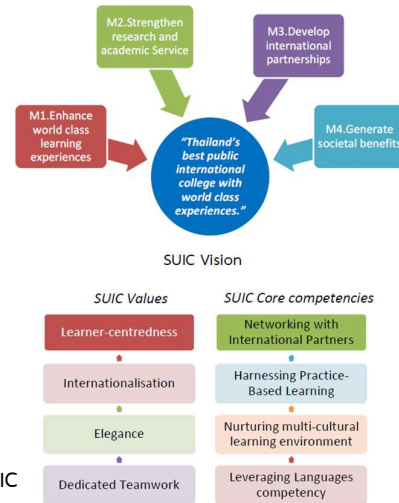 M2.Strengthen
research and
academic Service
M3.Develop
international
partnerships
M1.Enhance
world class
learning
experiences
"Thailand's
best public
international
college with
world class
experiences."
M4.Generate
societal benefits
SUIC Vision
SUIC Values
SUIC Core competencies
Learner-centredness
Networking with
International Partners
Internationalisation
Harnessing Practice-
Based Learning
Elegance
Nurturing multi-cultural
learning environment
IC
Dedicated Teamwork
Leveraging Languages
competency